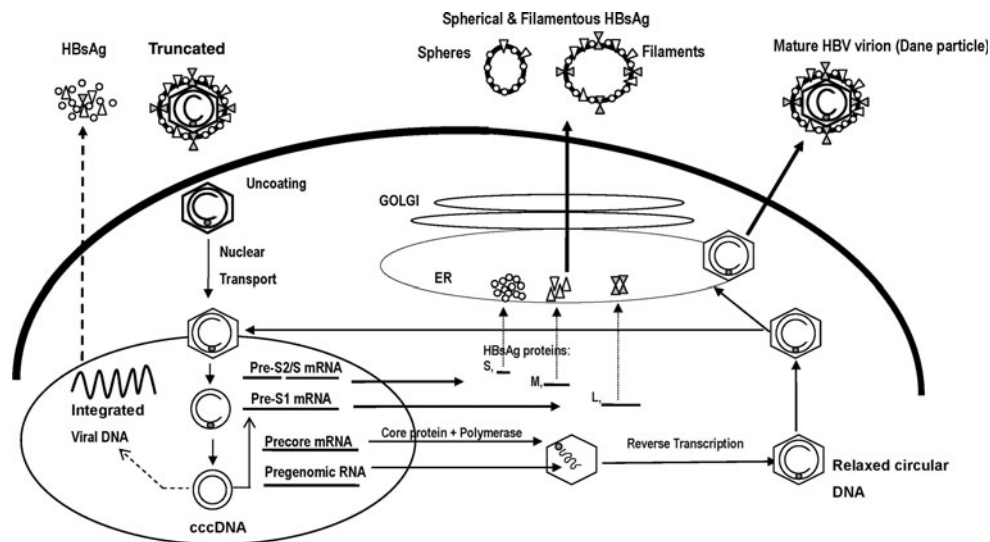 Spherical & Filamentous HBsAg
HBsAg
Truncated
Spheres
Filaments
Mature HBV virion (Dane particle)
Uncoating
GOLGI
Nuclear
Transport
ER
HBsAg proteins:
S,
M,
L,
Pre-S2/S mRNA
Pre-S1 mRNA
Integrated
Viral DNA
Precore mRNA
Core protein + Polymerase
Reverse Transcription
Pregenomic RNA
Relaxed circular
DNA
cccDNA